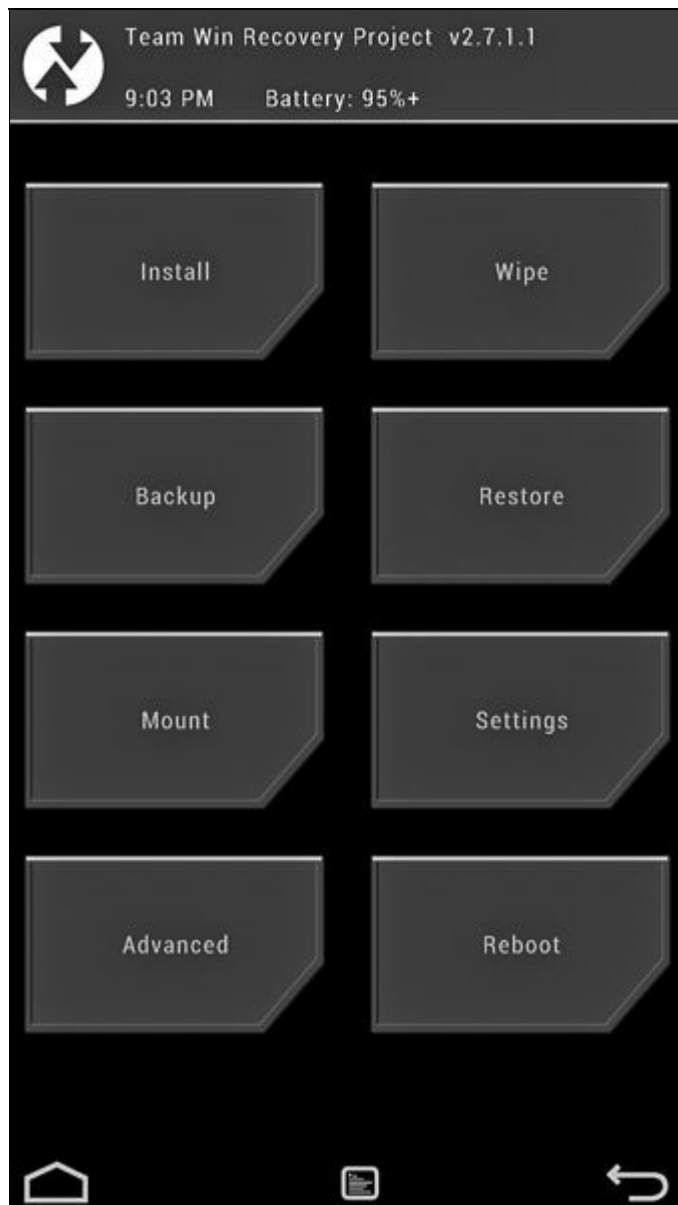 Team Win Recovery Project v2.7.1.1
9:03 PM Battery: 95%+
Install Wipe
Backup Restore
Mount Settings
Advanced Reboot